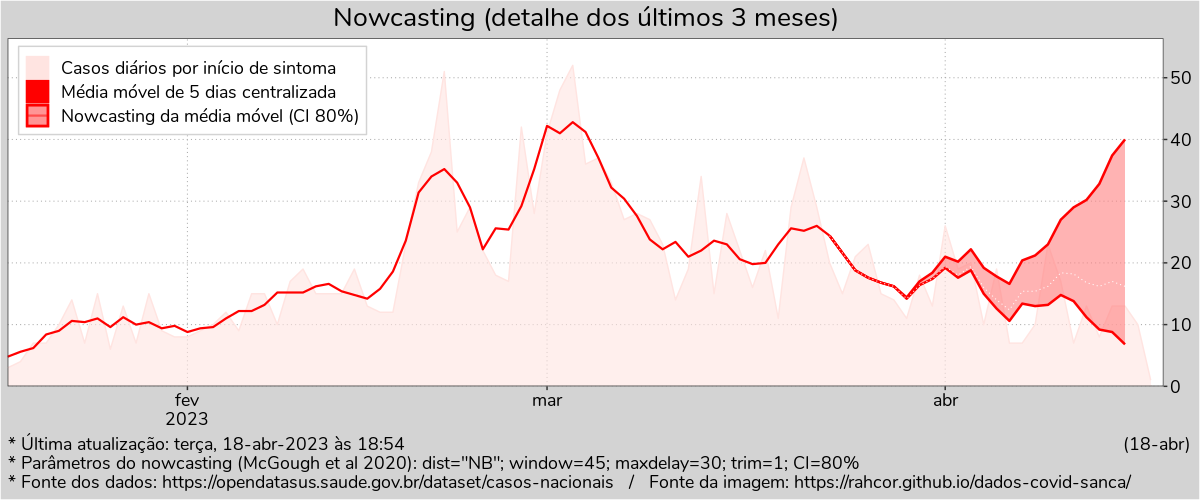 Nowcasting (detalhe dos últimos 3 meses)
Casos diários por início de sintoma
Média móvel de 5 dias centralizada
Nowcasting da média móvel (CI 80%)
50
40
30
20
10
0
fev
2023
mar
abr
* Última atualização: terça, 18-abr-2023 às 18:54
(18-abr)
* Parâmetros do nowcasting (McGough et al 2020): dist="NB"; window=45; maxdelay=30; trim=1; CI=80%
* Fonte dos dados: https://opendatasus.saude.gov.br/dataset/casos-nacionais / Fonte da imagem: https://rahcor.github.io/dados-covid-sanca/